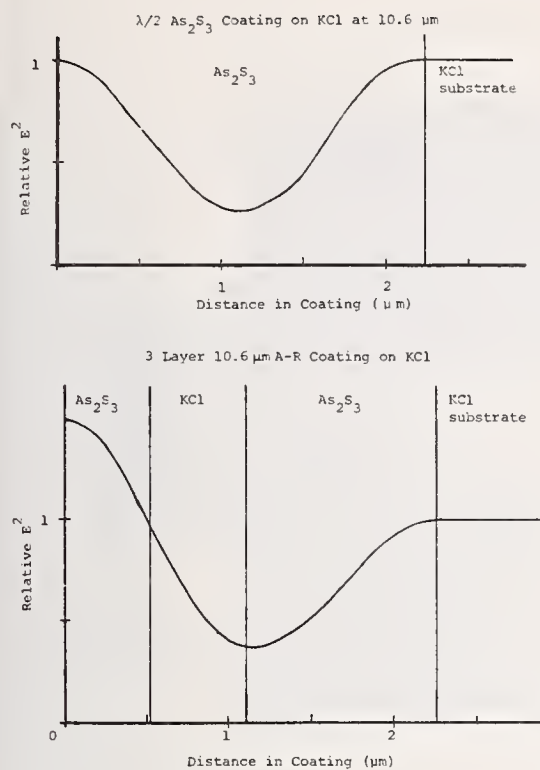 λ/2 As₂S₃ Coating on KCl at 10.6 μm
1
As₂S₃
KCl
substrate
Relative E²
1
2
Distance in Coating (μm)
3 Layer 10.6 μm A-R Coating on KCl
As₂S₃
KCl
As₂S₃
KCl
substrate
1
Relative E²
0
1
2
Distance in Coating (μm)